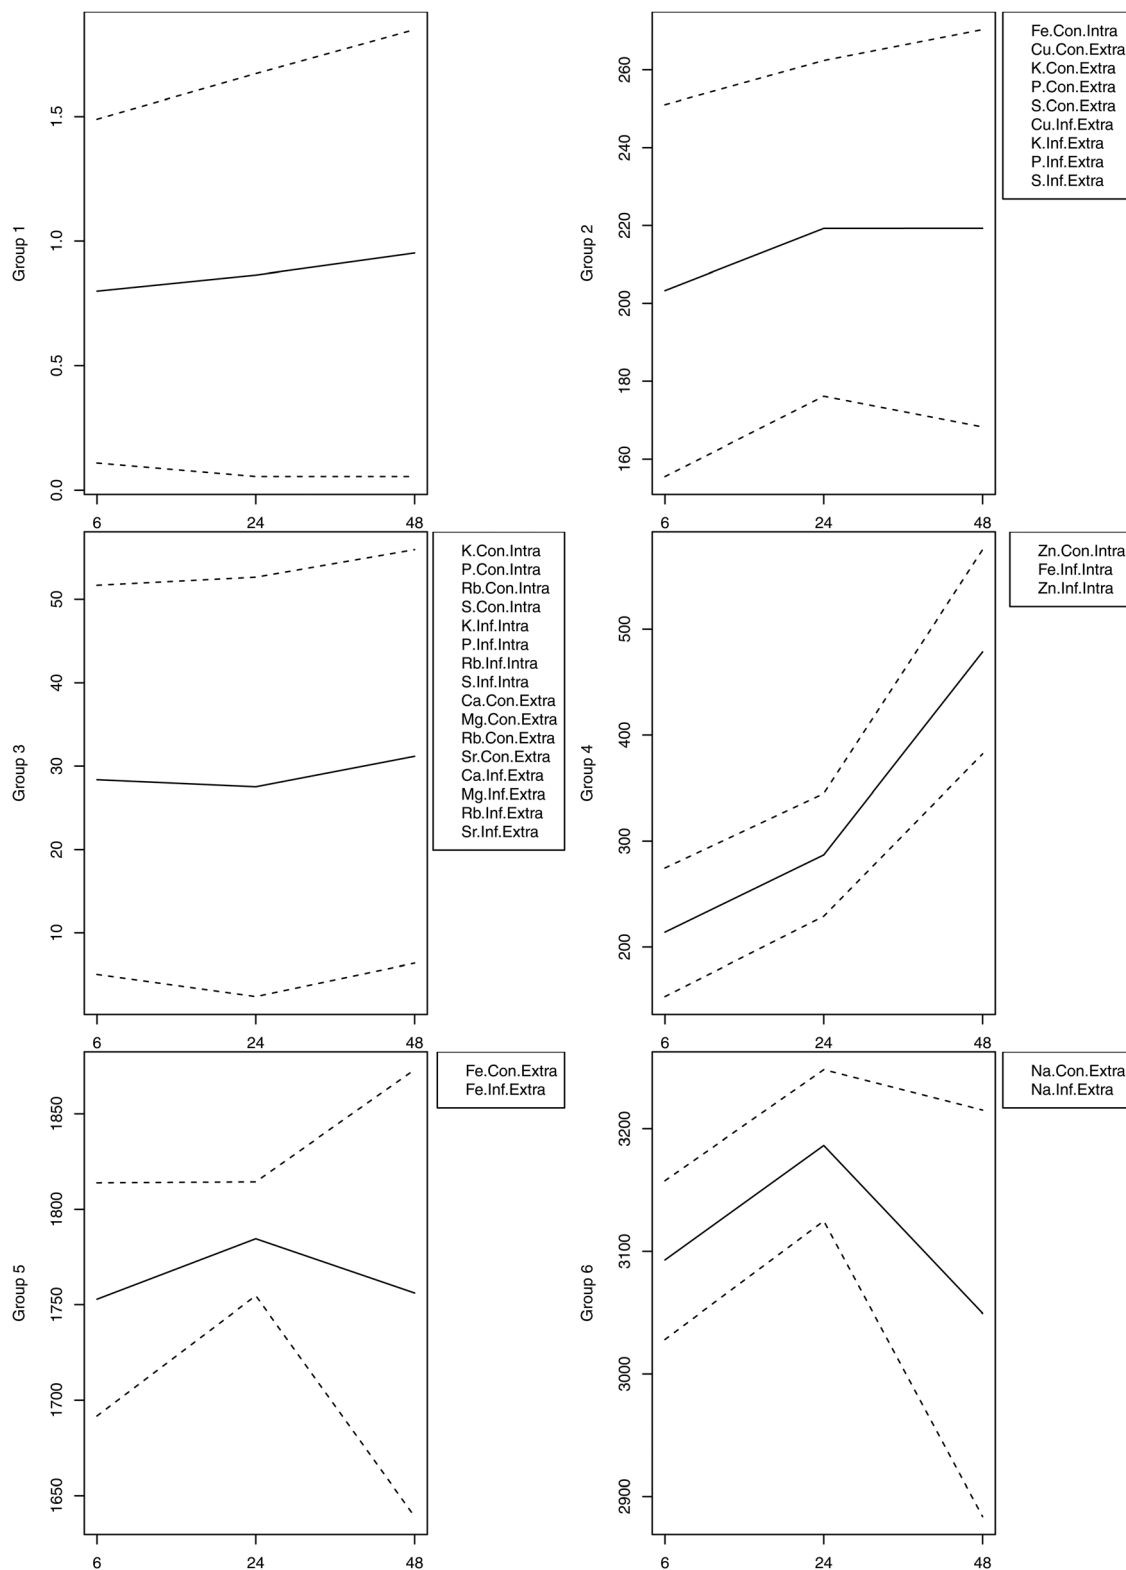 Group 1
1.5
1.0
0.5
0.0
6 24 48
Group 2
260
240
220
200
180
160
6 24 48
Fe.Con.Intra
Cu.Con.Extra
K.Con.Extra
P.Con.Extra
S.Con.Extra
Cu.Inf.Extra
K.Inf.Extra
P.Inf.Extra
S.Inf.Extra
Group 3
50
40
30
20
10
6 24 48
K.Con.Intra
P.Con.Intra
Rb.Con.Intra
S.Con.Intra
K.Inf.Intra
P.Inf.Intra
Rb.Inf.Intra
S.Inf.Intra
Ca.Con.Extra
Mg.Con.Extra
Rb.Con.Extra
Sr.Con.Extra
Ca.Inf.Extra
Mg.Inf.Extra
Rb.Inf.Extra
Sr.Inf.Extra
Group 4
500
400
300
200
6 24 48
Zn.Con.Intra
Fe.Inf.Intra
Zn.Inf.Intra
Group 5
1850
1800
1750
1700
1650
6 24 48
Fe.Con.Extra
Fe.Inf.Extra
Group 6
3200
3100
3000
2900
6 24 48
Na.Con.Extra
Na.Inf.Extra